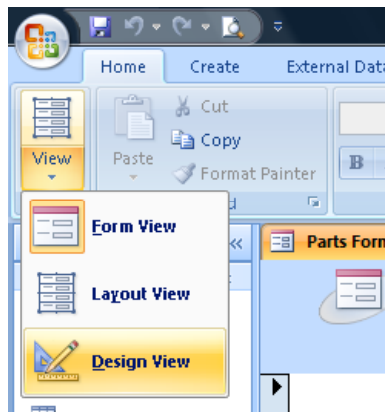 Home Create External Data
View Paste Cut
Copy
Format Painter
B
Form View
Parts Form
Layout View
Design View